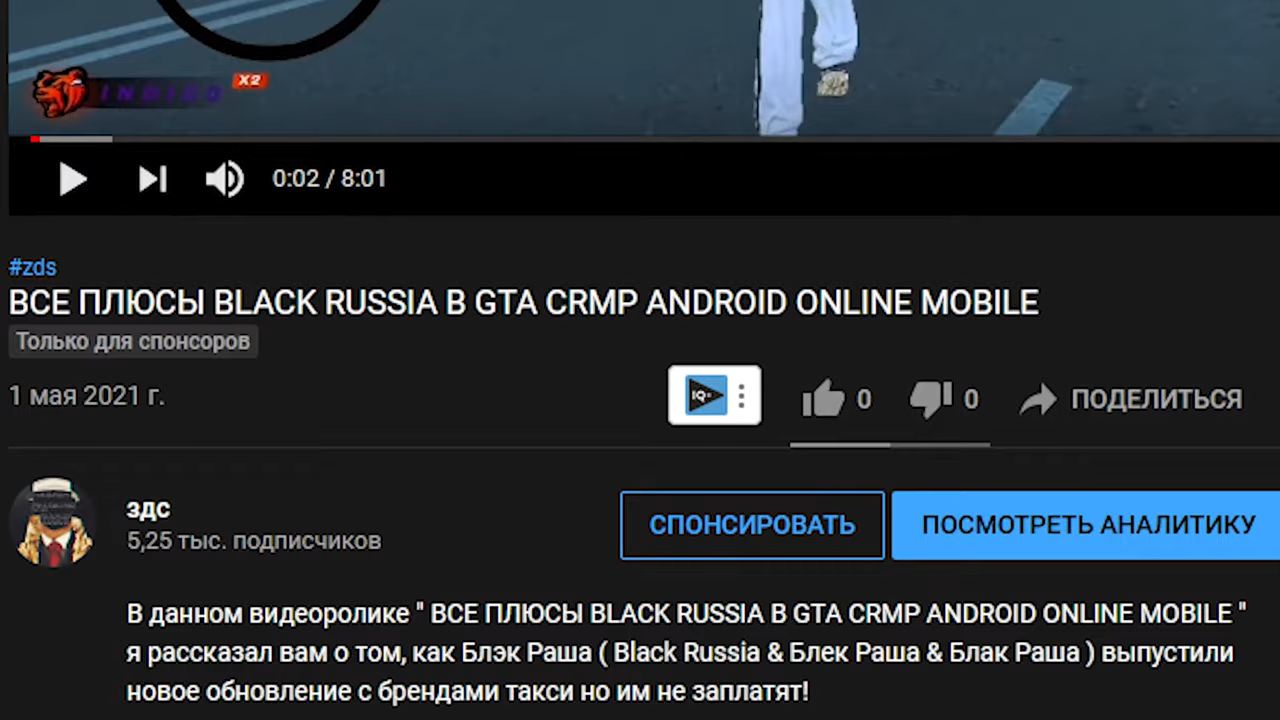 INDIGO X2
0:02 / 8:01
#zds
ВСЕ ПЛЮСЫ BLACK RUSSIA В GTA CRMP ANDROID ONLINE MOBILE
Только для спонсоров
1 мая 2021 г.
IQ
0
0
ПОДЕЛИТЬСЯ
здс
5,25 тыс. подписчиков
СПОНСИРОВАТЬ
ПОСМОТРЕТЬ АНАЛИТИКУ
В данном видеоролике " ВСЕ ПЛЮСЫ BLACK RUSSIA В GTA CRMP ANDROID ONLINE MOBILE "
я рассказал вам о том, как Блэк Раша ( Black Russia & Блек Раша & Блак Раша ) выпустили
новое обновление с брендами такси но им не заплатят!